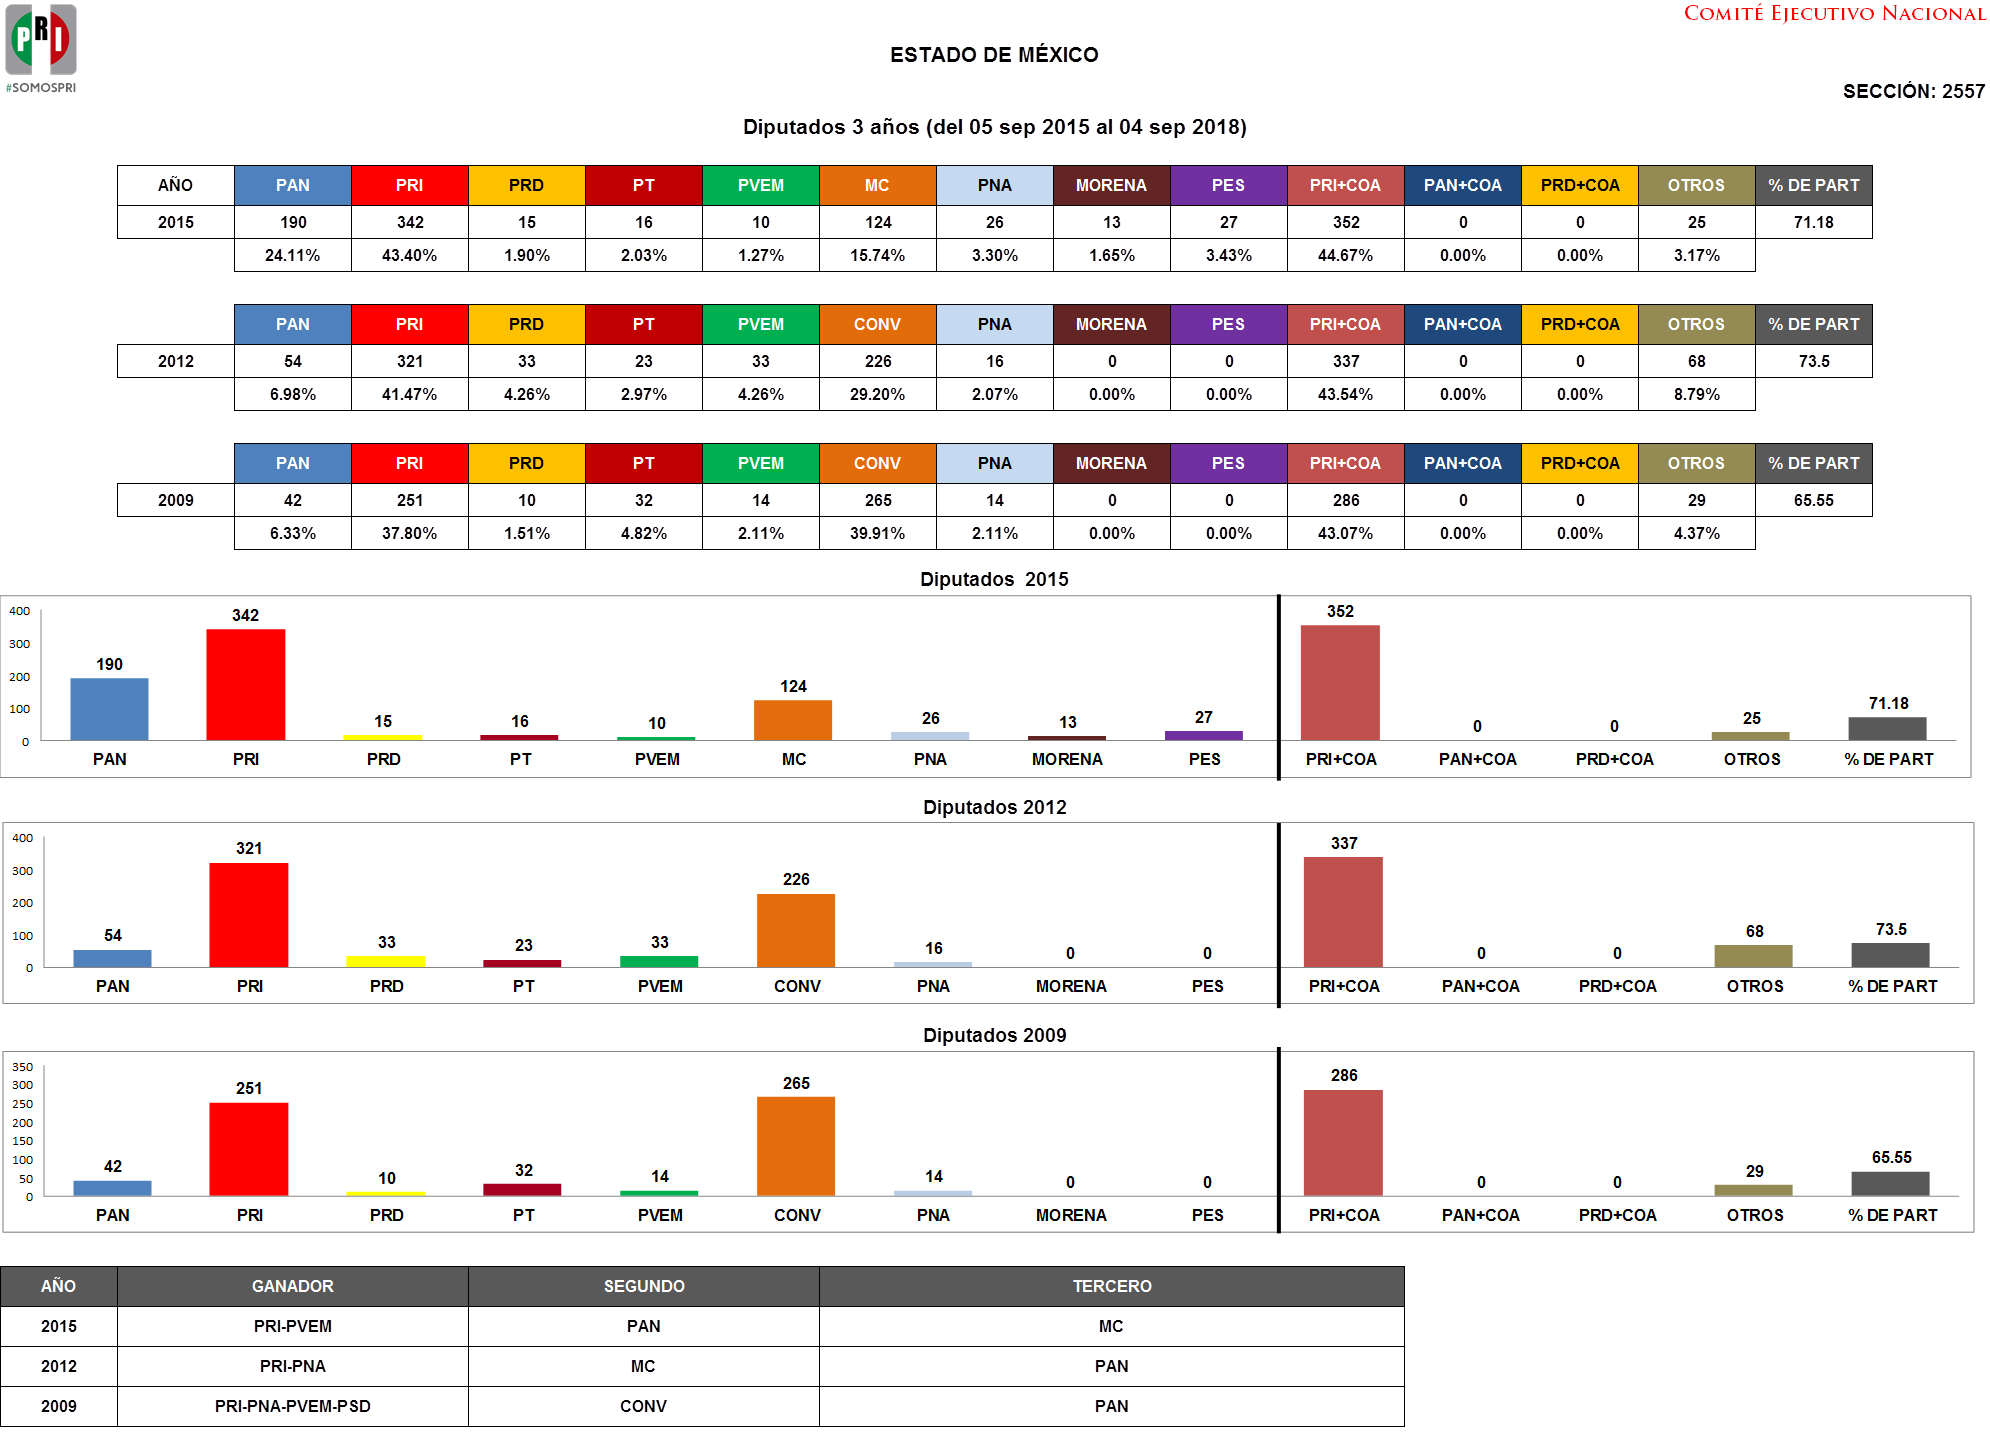 PRI
#SOMOSPRI
COMITÉ EJECUTIVO NACIONAL
ESTADO DE MÉXICO
SECCIÓN: 2557
Diputados 3 años (del 05 sep 2015 al 04 sep 2018)
AÑO PAN PRI PRD PT PVEM MC PNA MORENA PES PRI+COA PAN+COA PRD+COA OTROS % DE PART
2015 190 342 15 16 10 124 26 13 27 352 0 0 25 71.18
24.11% 43.40% 1.90% 2.03% 1.27% 15.74% 3.30% 1.65% 3.43% 44.67% 0.00% 0.00% 3.17%
PAN PRI PRD PT PVEM CONV PNA MORENA PES PRI+COA PAN+COA PRD+COA OTROS % DE PART
2012 54 321 33 23 33 226 16 0 0 337 0 0 68 73.5
6.98% 41.47% 4.26% 2.97% 4.26% 29.20% 2.07% 0.00% 0.00% 43.54% 0.00% 0.00% 8.79%
PAN PRI PRD PT PVEM CONV PNA MORENA PES PRI+COA PAN+COA PRD+COA OTROS % DE PART
2009 42 251 10 32 14 265 14 0 0 286 0 0 29 65.55
6.33% 37.80% 1.51% 4.82% 2.11% 39.91% 2.11% 0.00% 0.00% 43.07% 0.00% 0.00% 4.37%
Diputados 2015
400
300
200
100
0
190 342 15 16 10 124 26 13 27 352 0 0 25 71.18
PAN PRI PRD PT PVEM MC PNA MORENA PES PRI+COA PAN+COA PRD+COA OTROS % DE PART
Diputados 2012
400
300
200
100
0
54 321 33 23 33 226 16 0 0 337 0 0 68 73.5
PAN PRI PRD PT PVEM CONV PNA MORENA PES PRI+COA PAN+COA PRD+COA OTROS % DE PART
Diputados 2009
350
300
250
200
150
100
50
0
42 251 10 32 14 265 14 0 0 286 0 0 29 65.55
PAN PRI PRD PT PVEM CONV PNA MORENA PES PRI+COA PAN+COA PRD+COA OTROS % DE PART
AÑO GANADOR SEGUNDO TERCERO
2015 PRI-PVEM PAN MC
2012 PRI-PNA MC PAN
2009 PRI-PNA-PVEM-PSD CONV PAN